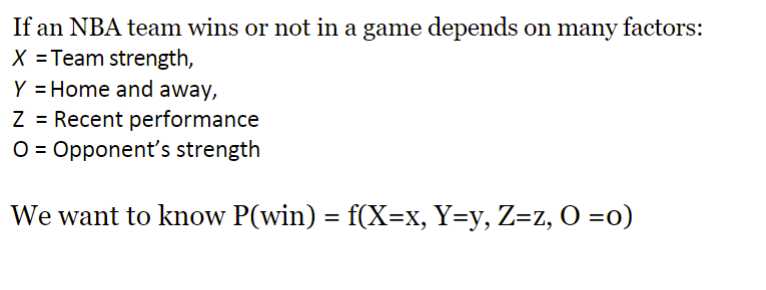 If an NBA team wins or not in a game depends on many factors:
X = Team strength,
Y = Home and away,
Z = Recent performance
O = Opponent’s strength
We want to know P(win) = f(X=x, Y=y, Z=z, O =o)